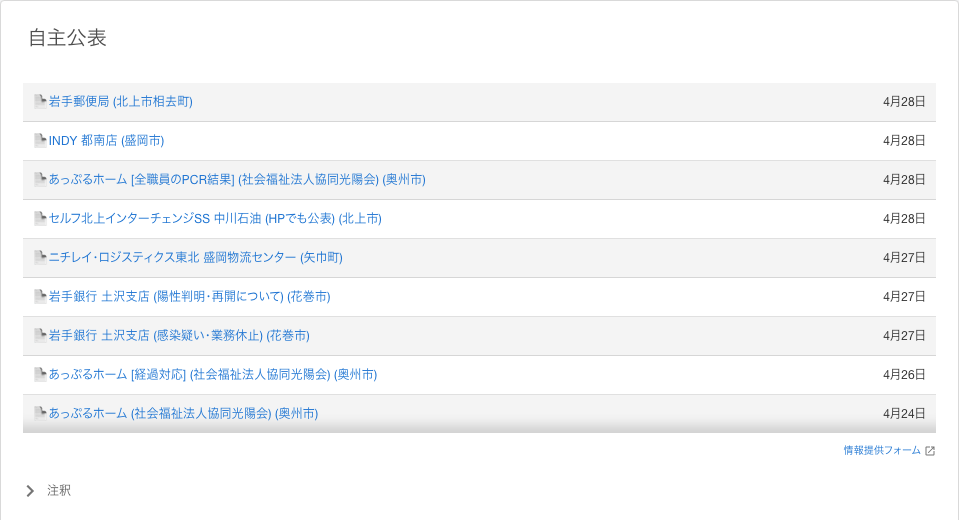 自主公表
岩手郵便局 (北上市相去町) 4月28日
INDY 都南店 (盛岡市) 4月28日
あっぷるホーム [全職員のPCR結果] (社会福祉法人協同光陽会) (奥州市) 4月28日
セルフ北上インターチェンジSS 中川石油 (HPでも公表) (北上市) 4月28日
ニチレイ・ロジスティクス東北 盛岡物流センター (矢巾町) 4月27日
岩手銀行 土沢支店 (陽性判明・再開について) (花巻市) 4月27日
岩手銀行 土沢支店 (感染疑い・業務休止) (花巻市) 4月27日
あっぷるホーム [経過対応] (社会福祉法人協同光陽会) (奥州市) 4月26日
あっぷるホーム (社会福祉法人協同光陽会) (奥州市) 4月24日
情報提供フォーム
注釈